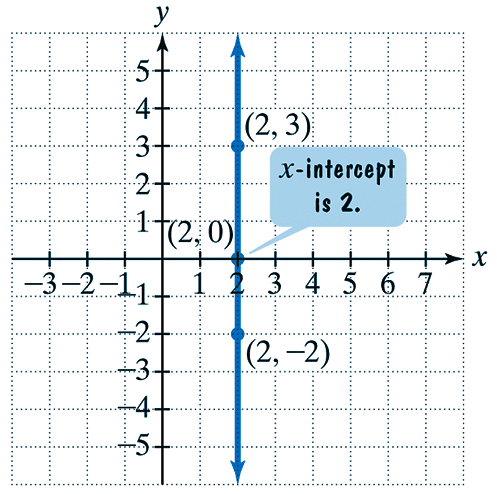 y
5
4
(2, 3)
3
x-intercept
is 2.
2
1
(2, 0)
x
−3 −2 −1 1 2 3 4 5 6 7
−1
−2
(2, −2)
−3
−4
−5